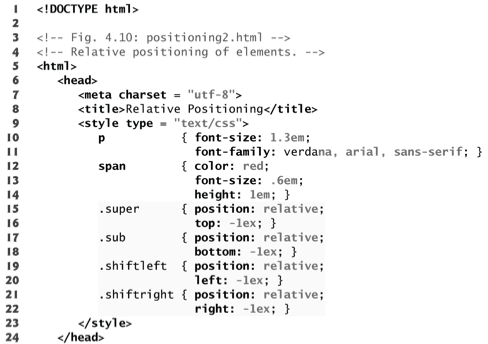 1 <!DOCTYPE html>
2
3 <!-- Fig. 4.10: positioning2.html -->
4 <!-- Relative positioning of elements. -->
5 <html>
6 <head>
7 <meta charset = "utf-8">
8 <title>Relative Positioning</title>
9 <style type = "text/css">
10 p { font-size: 1.3em;
11 font-family: verdana, arial, sans-serif; }
12 span { color: red;
13 font-size: .6em;
14 height: 1em; }
15 .super { position: relative;
16 top: -1ex; }
17 .sub { position: relative;
18 bottom: -1ex; }
19 .shiftleft { position: relative;
20 left: -1ex; }
21 .shiftright { position: relative;
22 right: -1ex; }
23 </style>
24 </head>